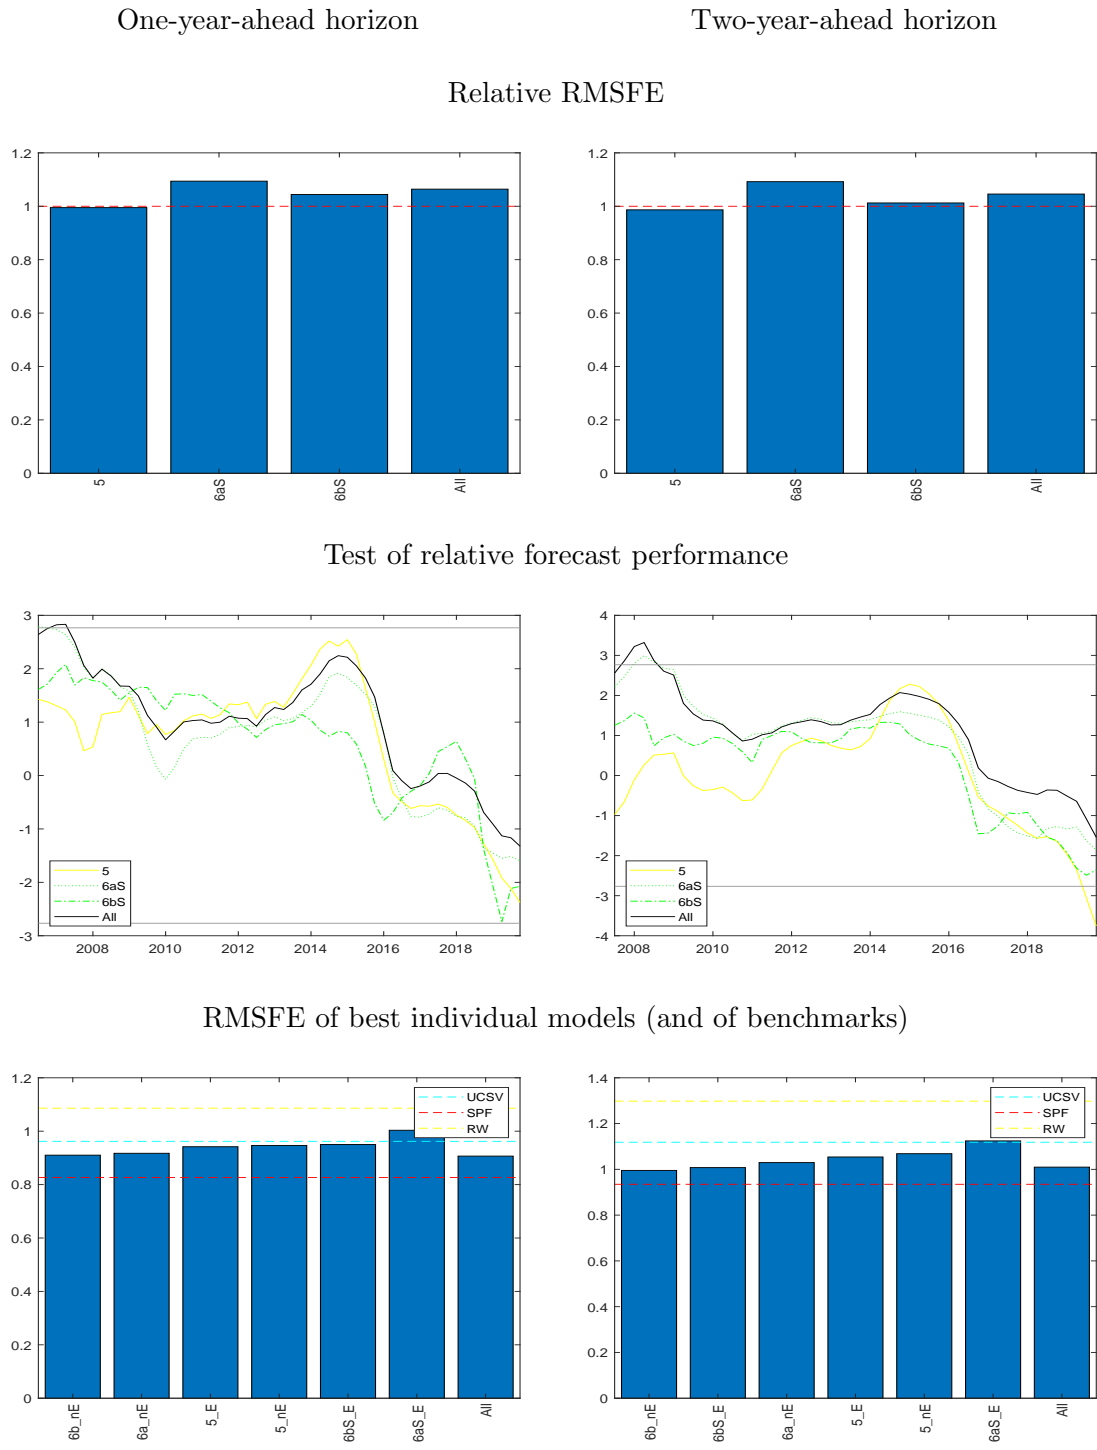 One-year-ahead horizon
Two-year-ahead horizon
Relative RMSFE
1.2
1
0.8
0.6
0.4
0.2
0
5
6aS
6bS
All
1.2
1
0.8
0.6
0.4
0.2
0
5
6aS
6bS
All
Test of relative forecast performance
3
2
1
0
-1
-2
-3
5
6aS
6bS
All
2008
2010
2012
2014
2016
2018
4
3
2
1
0
-1
-2
-3
-4
5
6aS
6bS
All
2008
2010
2012
2014
2016
2018
RMSFE of best individual models (and of benchmarks)
1.2
1
0.8
0.6
0.4
0.2
0
UCSV
SPF
RW
6b_nE
6a_nE
5_E
5_nE
6bS_E
6aS_E
All
1.4
1.2
1
0.8
0.6
0.4
0.2
0
UCSV
SPF
RW
6b_nE
6bS_E
6a_nE
5_E
5_nE
6aS_E
All